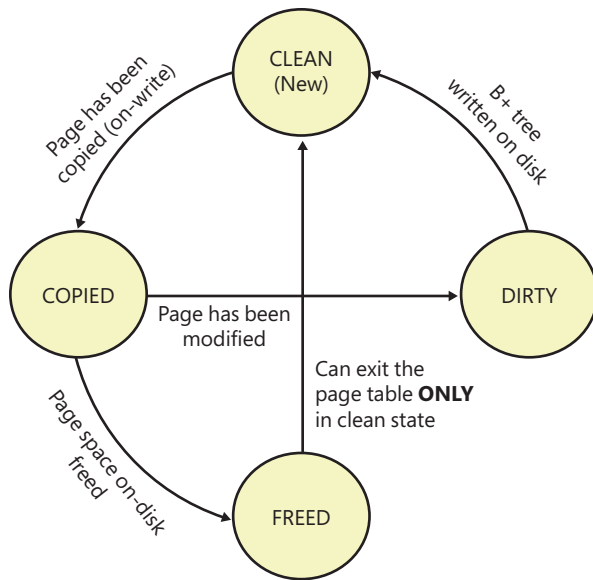 CLEAN
(New)
Page has been
copied (on-write)
B+ tree
written on disk
COPIED
DIRTY
Page has been
modified
Can exit the
page table ONLY
in clean state
Page space on-disk
freed
FREED